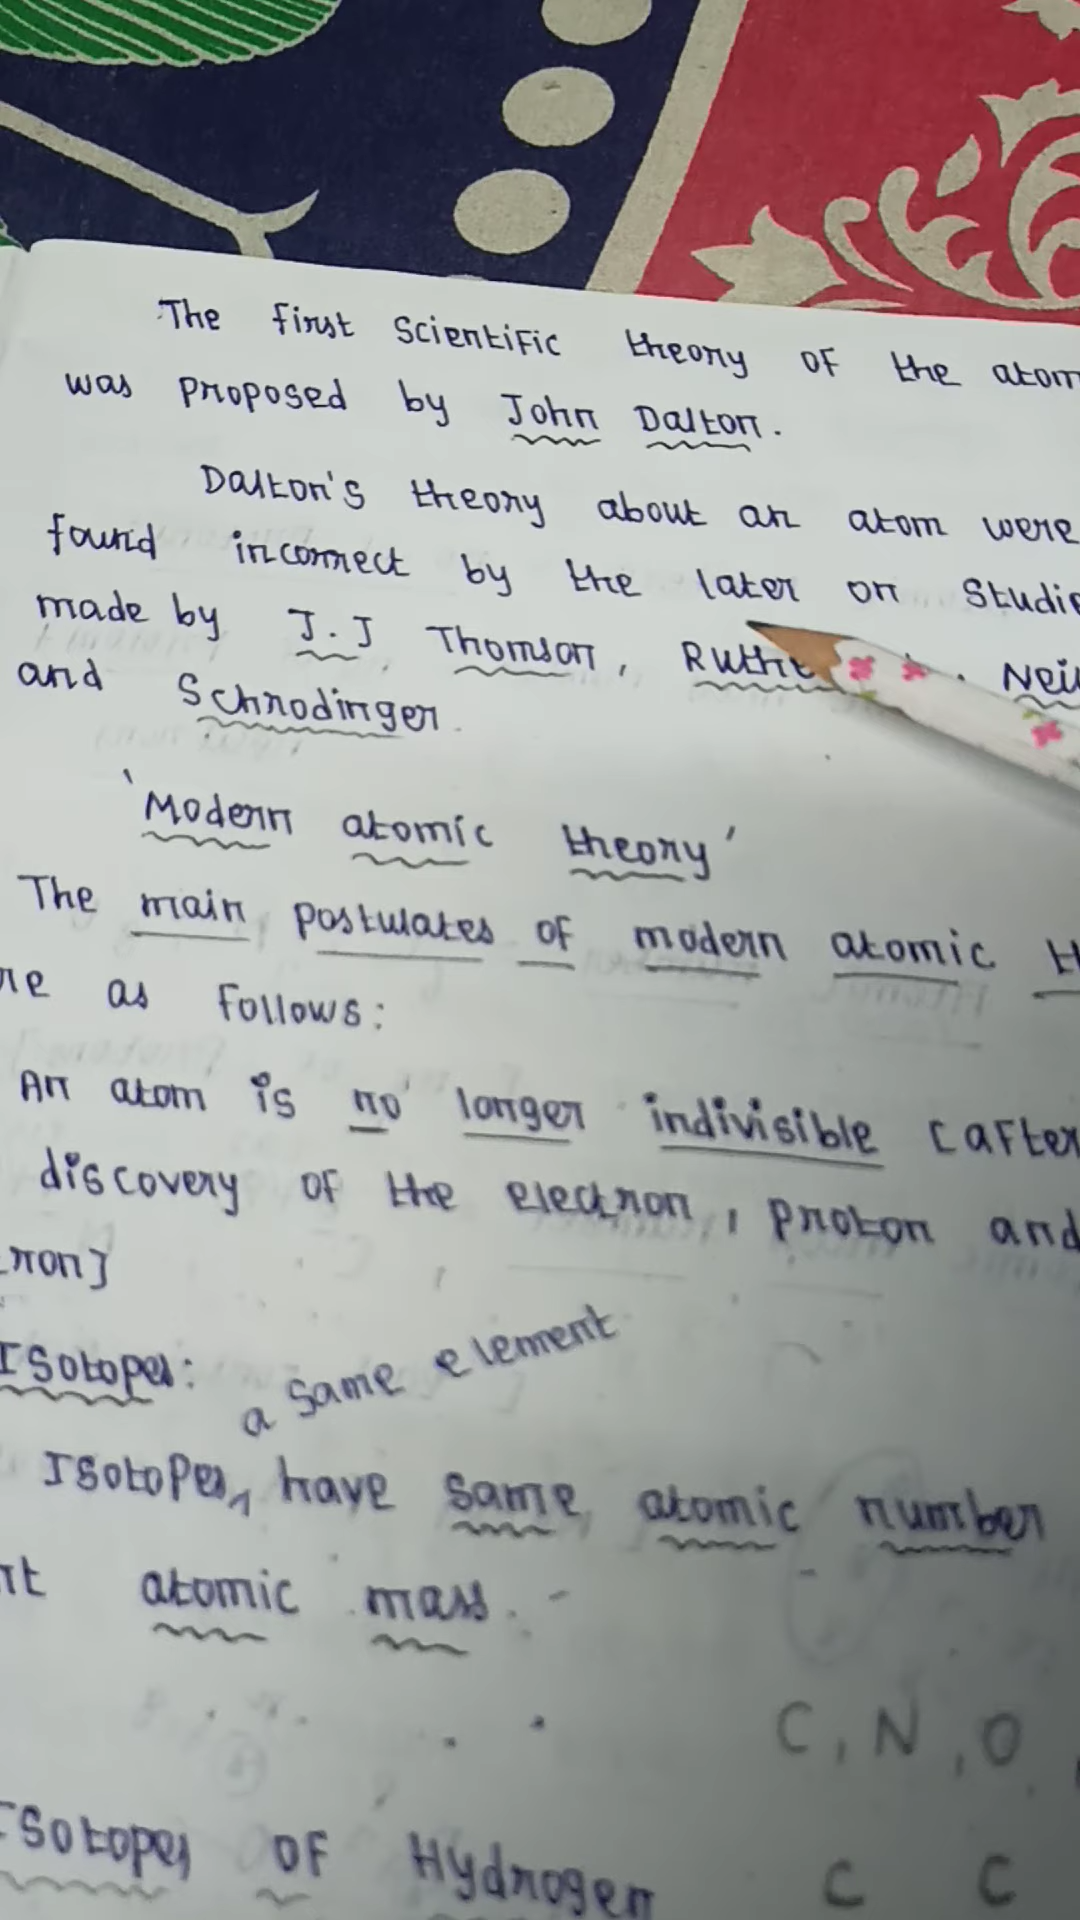 The first scientific theory of the atom
was proposed by John Dalton.
Dalton's theory about an atom were
found incorrect by the later on Studie
made by J.J Thomson, Ruthe . Nei
and Schrodinger.
'Modern atomic theory'
The main postulates of modern atomic th
re as follows:
An atom is no longer indivisible [after
discovery of the electron, proton and
ron]
Isotopes:
a same element
Isotopes, have same atomic number
nt atomic mass.
C, N, O,
Isotopes of Hydrogen
C C